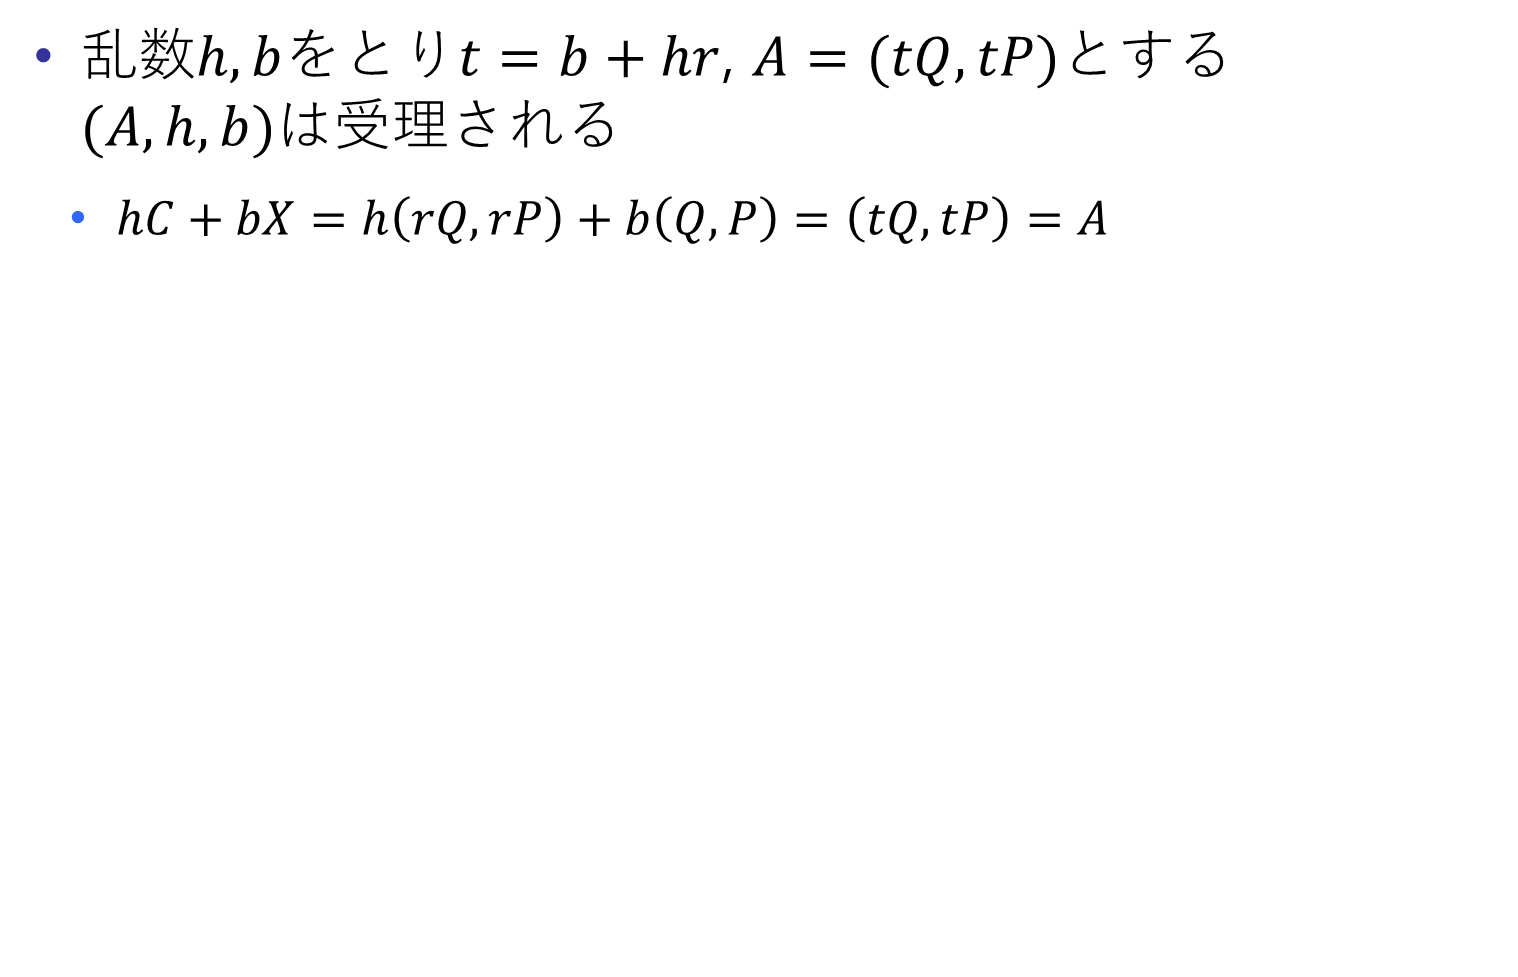 • 乱数h, bをとりt = b + hr, A = (tQ, tP)とする
(A, h, b)は受理される
• hC + bX = h(rQ, rP) + b(Q, P) = (tQ, tP) = A